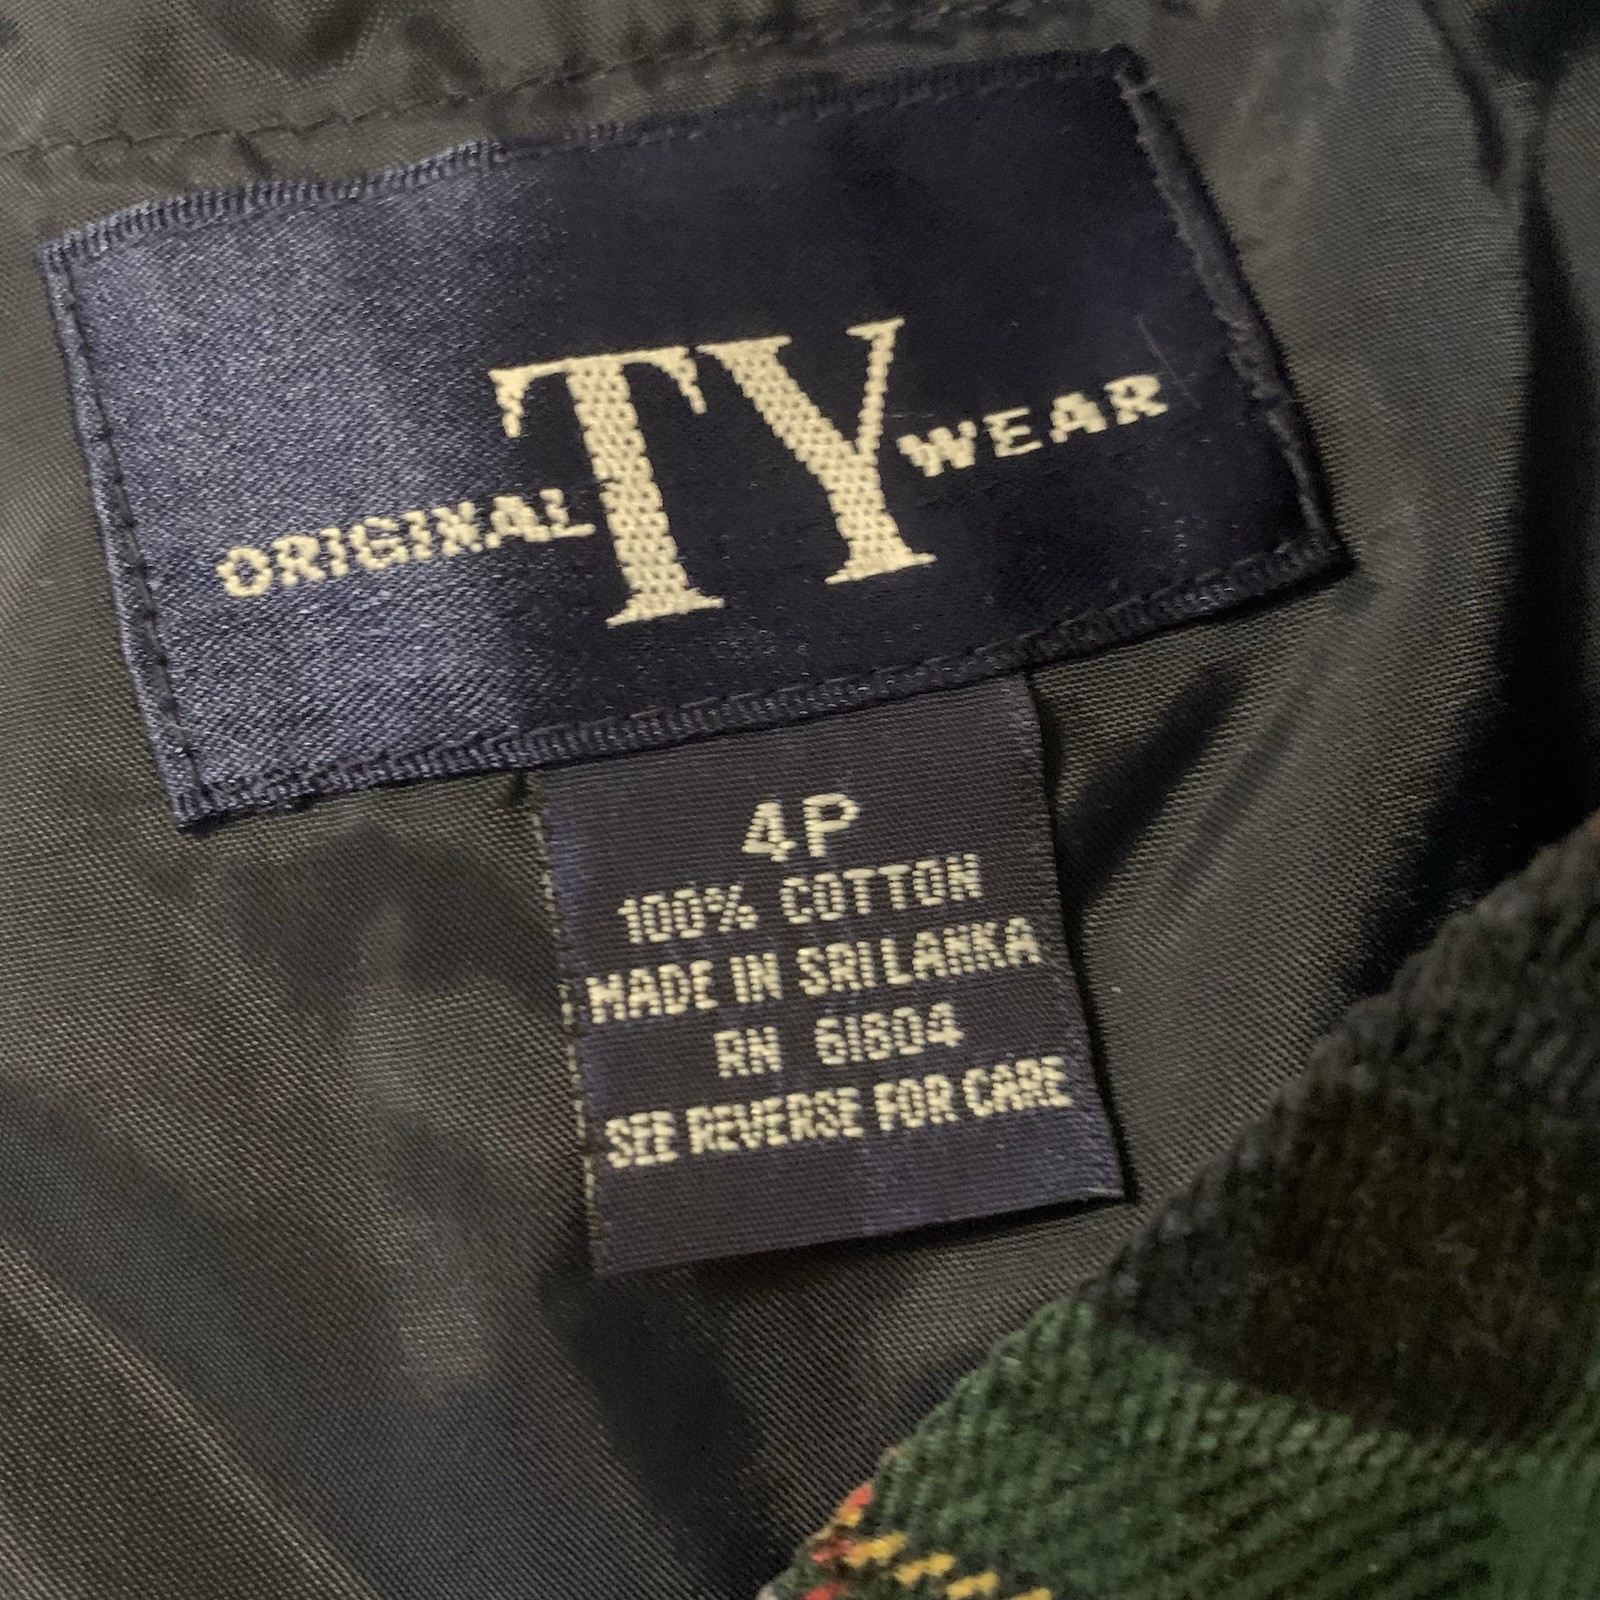 ORIGINAL TY WEAR
4P
100% COTTON
MADE IN SRI LANKA
RN 61804
SEE REVERSE FOR CARE